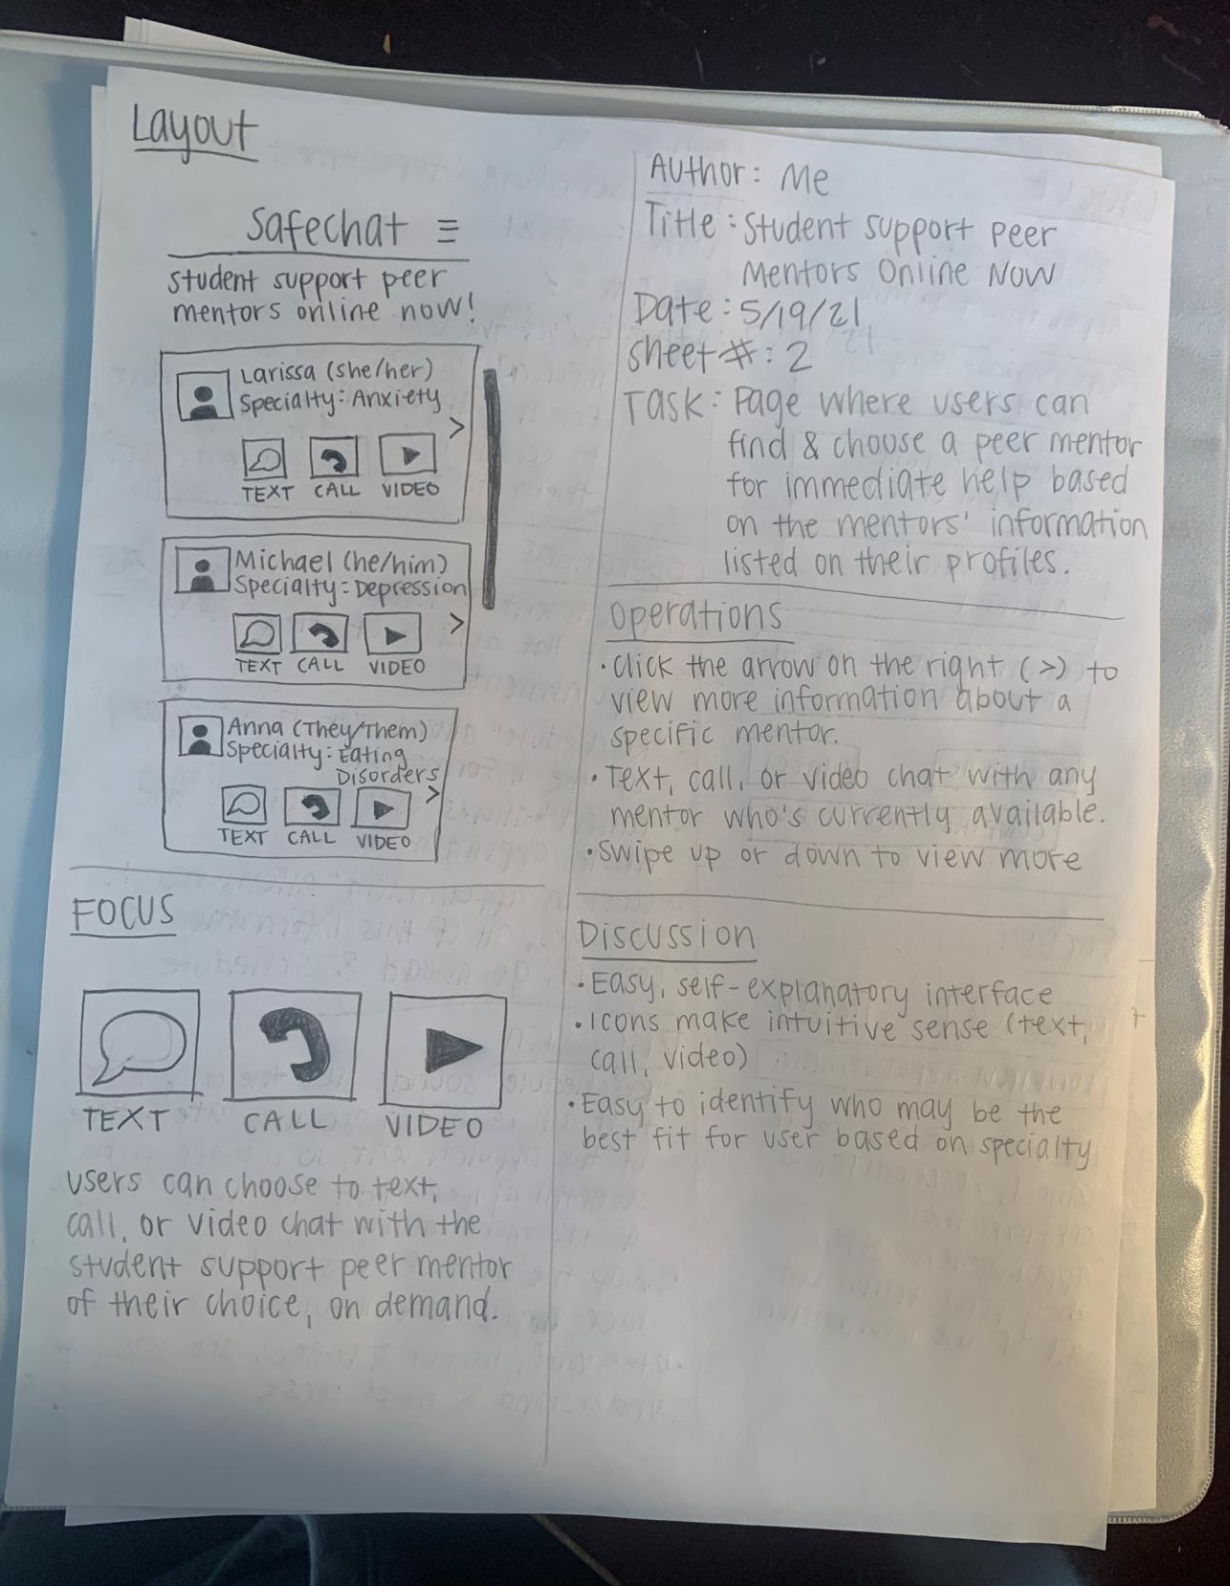 Layout
Safechat
student support peer
mentors online now!
Larissa (she/her)
Specialty: Anxiety
>
TEXT CALL VIDEO
Michael (he/him)
Specialty: Depression
>
TEXT CALL VIDEO
Anna (They/Them)
Specialty: Eating
Disorders
>
TEXT CALL VIDEO
FOCUS
TEXT CALL VIDEO
users can choose to text,
call, or video chat with the
student support peer mentor
of their choice, on demand.
Author: Me
Title: Student support peer
Mentors Online Now
Date: 5/19/21
Sheet #: 2
Task: Page where users can
find & choose a peer mentor
for immediate help based
on the mentors' information
listed on their profiles.
Operations
• Click the arrow on the right (>) to
view more information about a
specific mentor.
• Text, call, or video chat with any
mentor who's currently available.
• Swipe up or down to view more
Discussion
• Easy, self-explanatory interface
• Icons make intuitive sense (text,
call, video)
• Easy to identify who may be the
best fit for user based on specialty